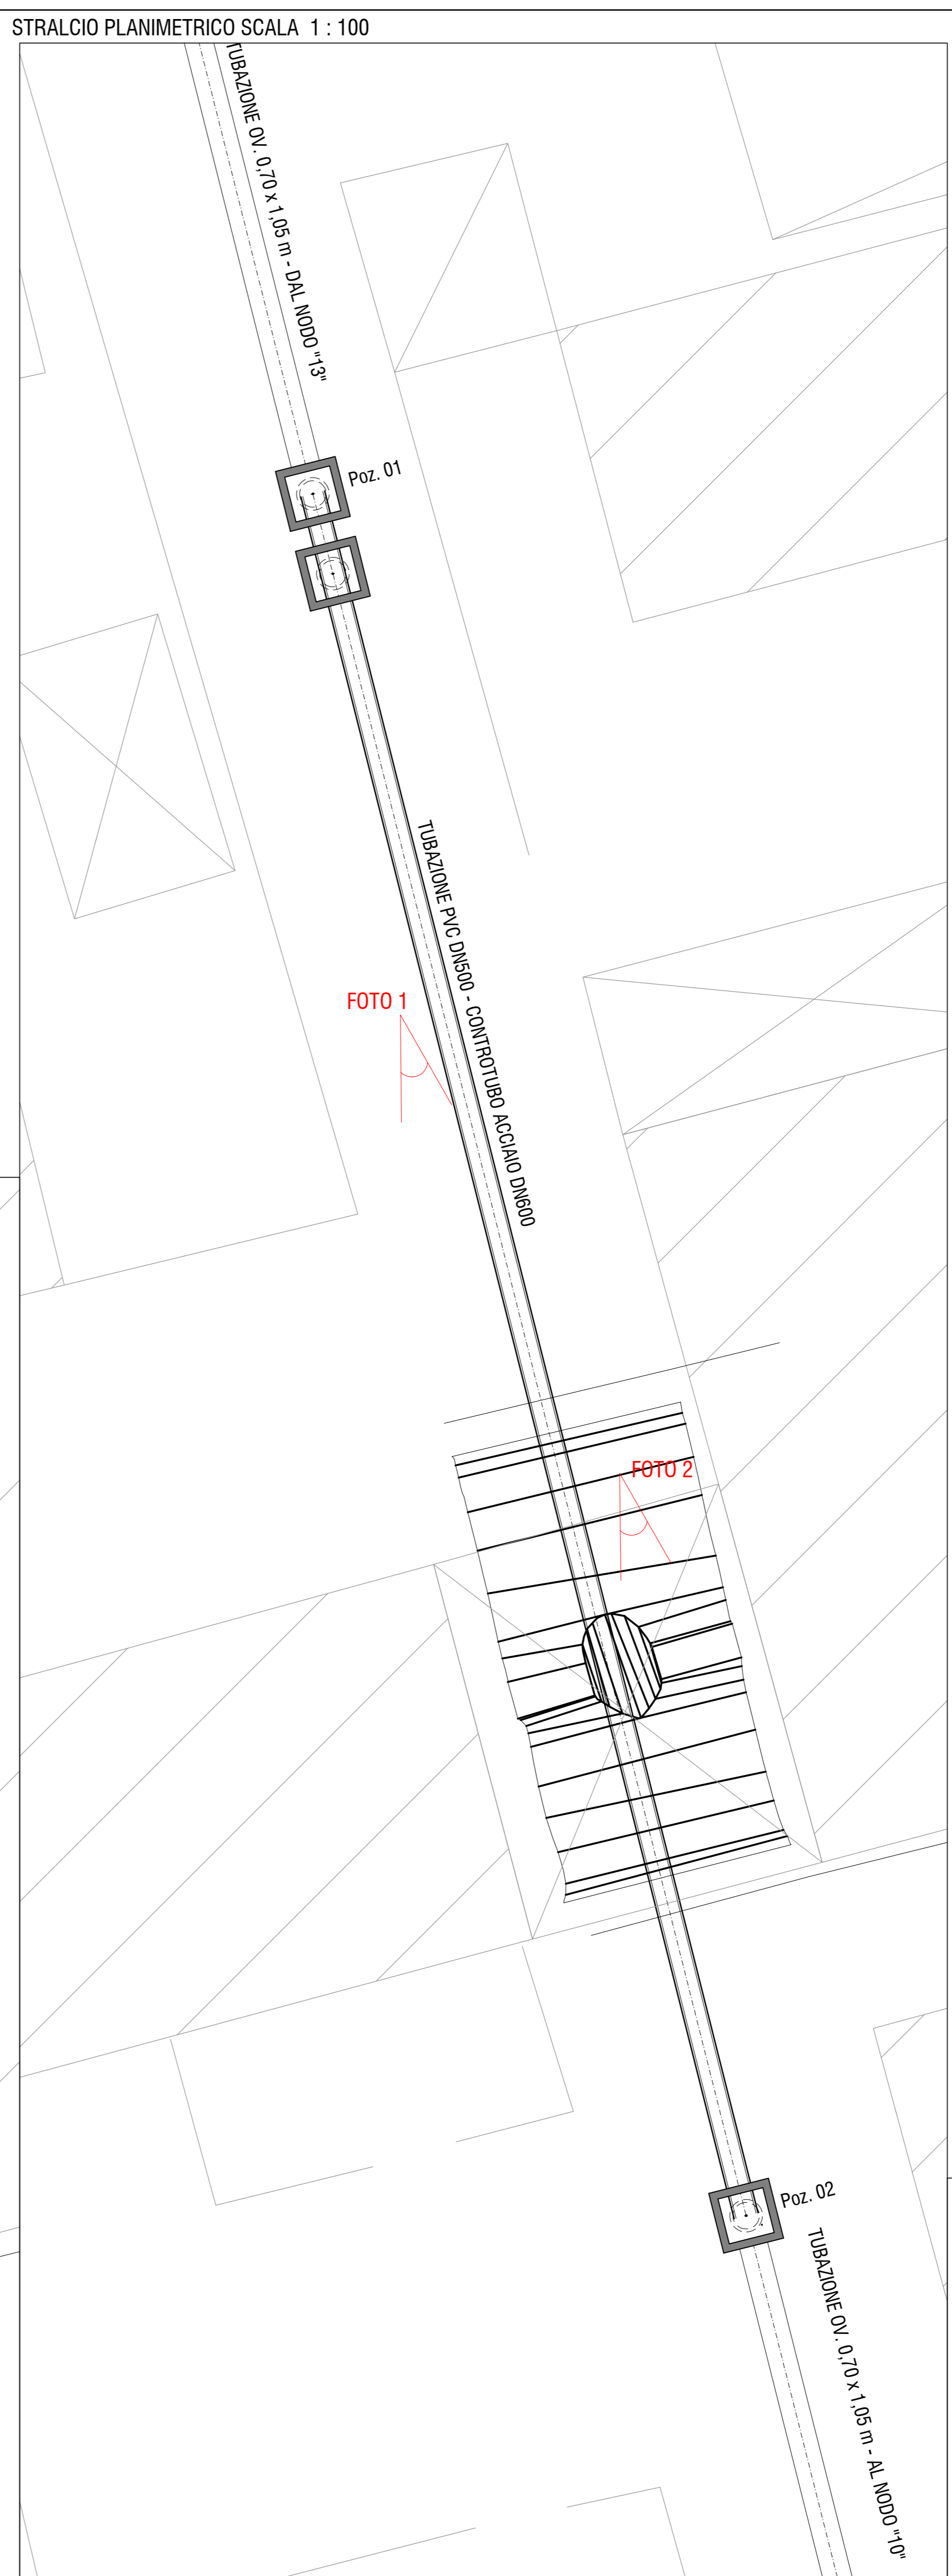 STRALCIO PLANIMETRICO SCALA 1 : 100
TUBAZIONE OV. 0,70 x 1,05 m - DAL NODO "13"
Poz. 01
TUBAZIONE PVC DN500 - CONTROTUBO ACCIAIO DN600
FOTO 1
FOTO 2
Poz. 02
TUBAZIONE OV. 0,70 x 1,05 m - AL NODO "10"